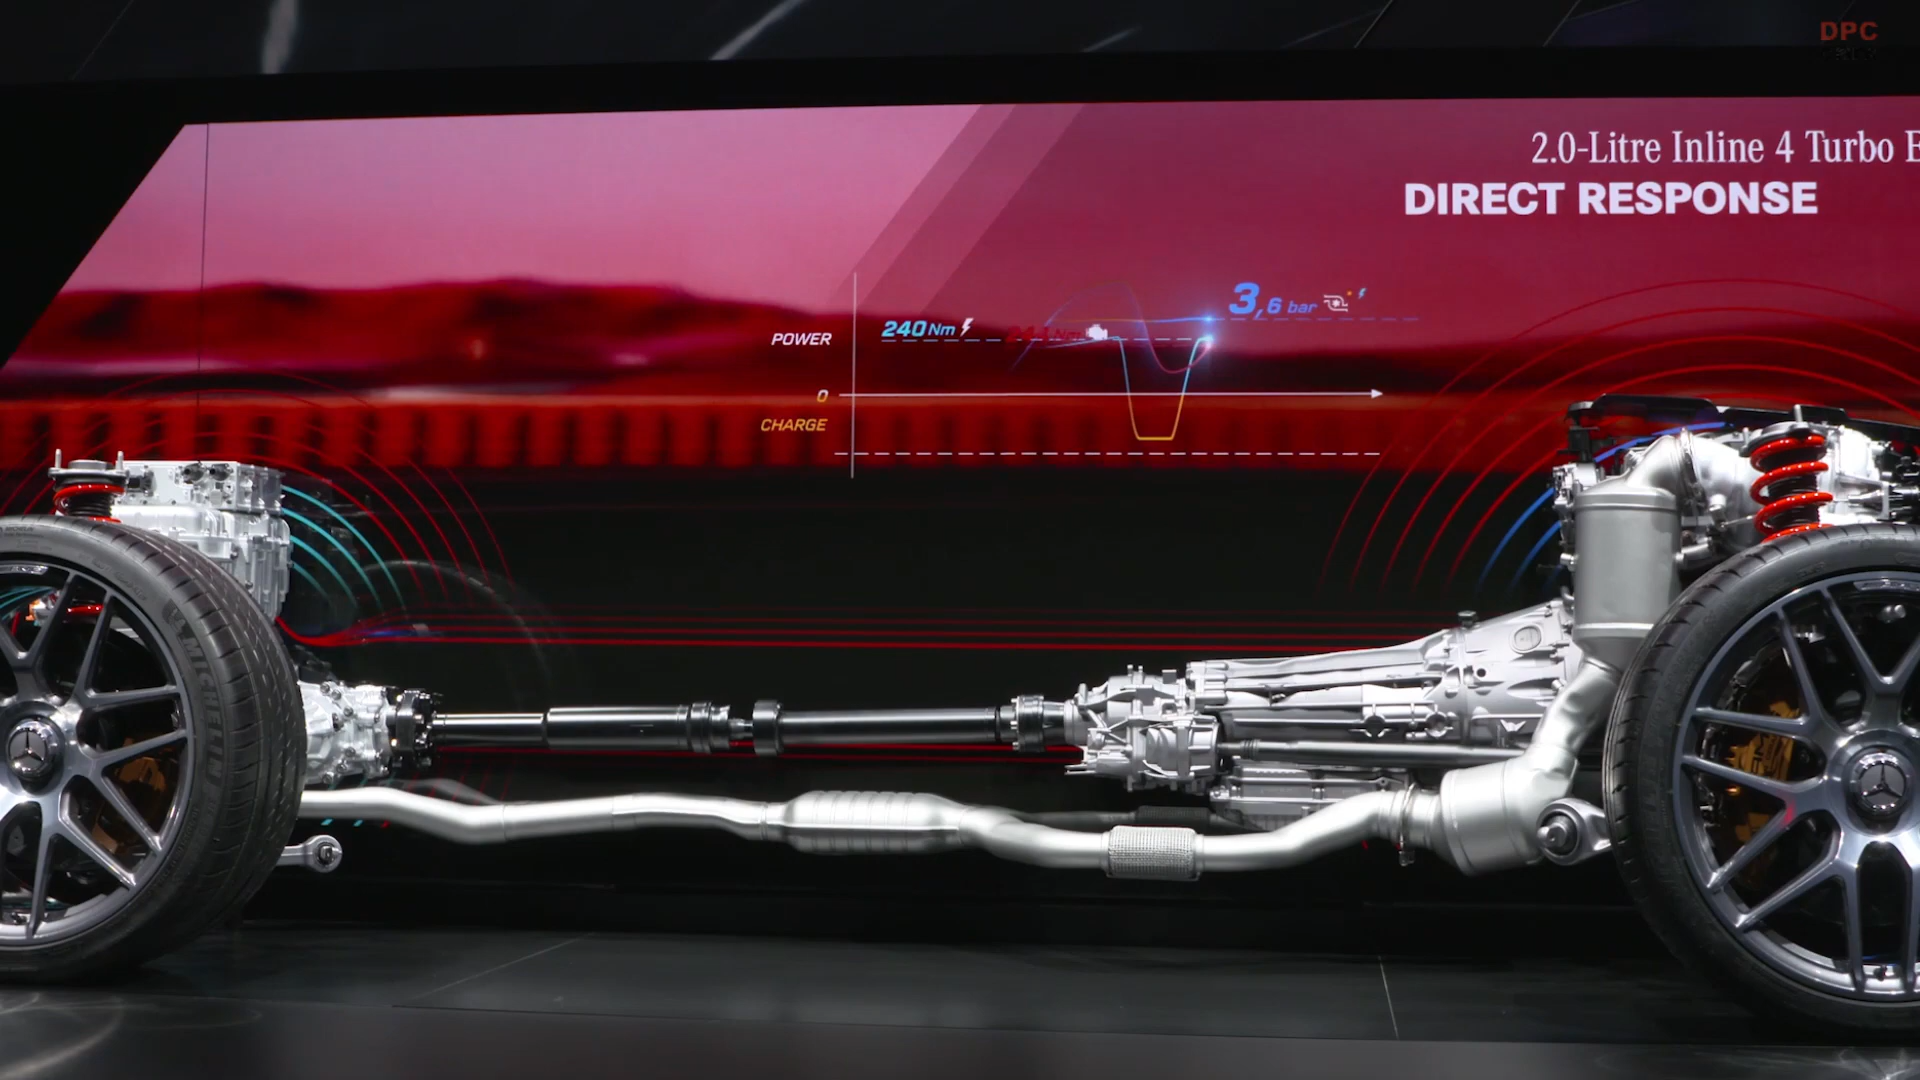 DPC
2.0-Litre Inline 4 Turbo
DIRECT RESPONSE
3,6 bar
240 Nm
POWER
0
CHARGE
MICHELIN